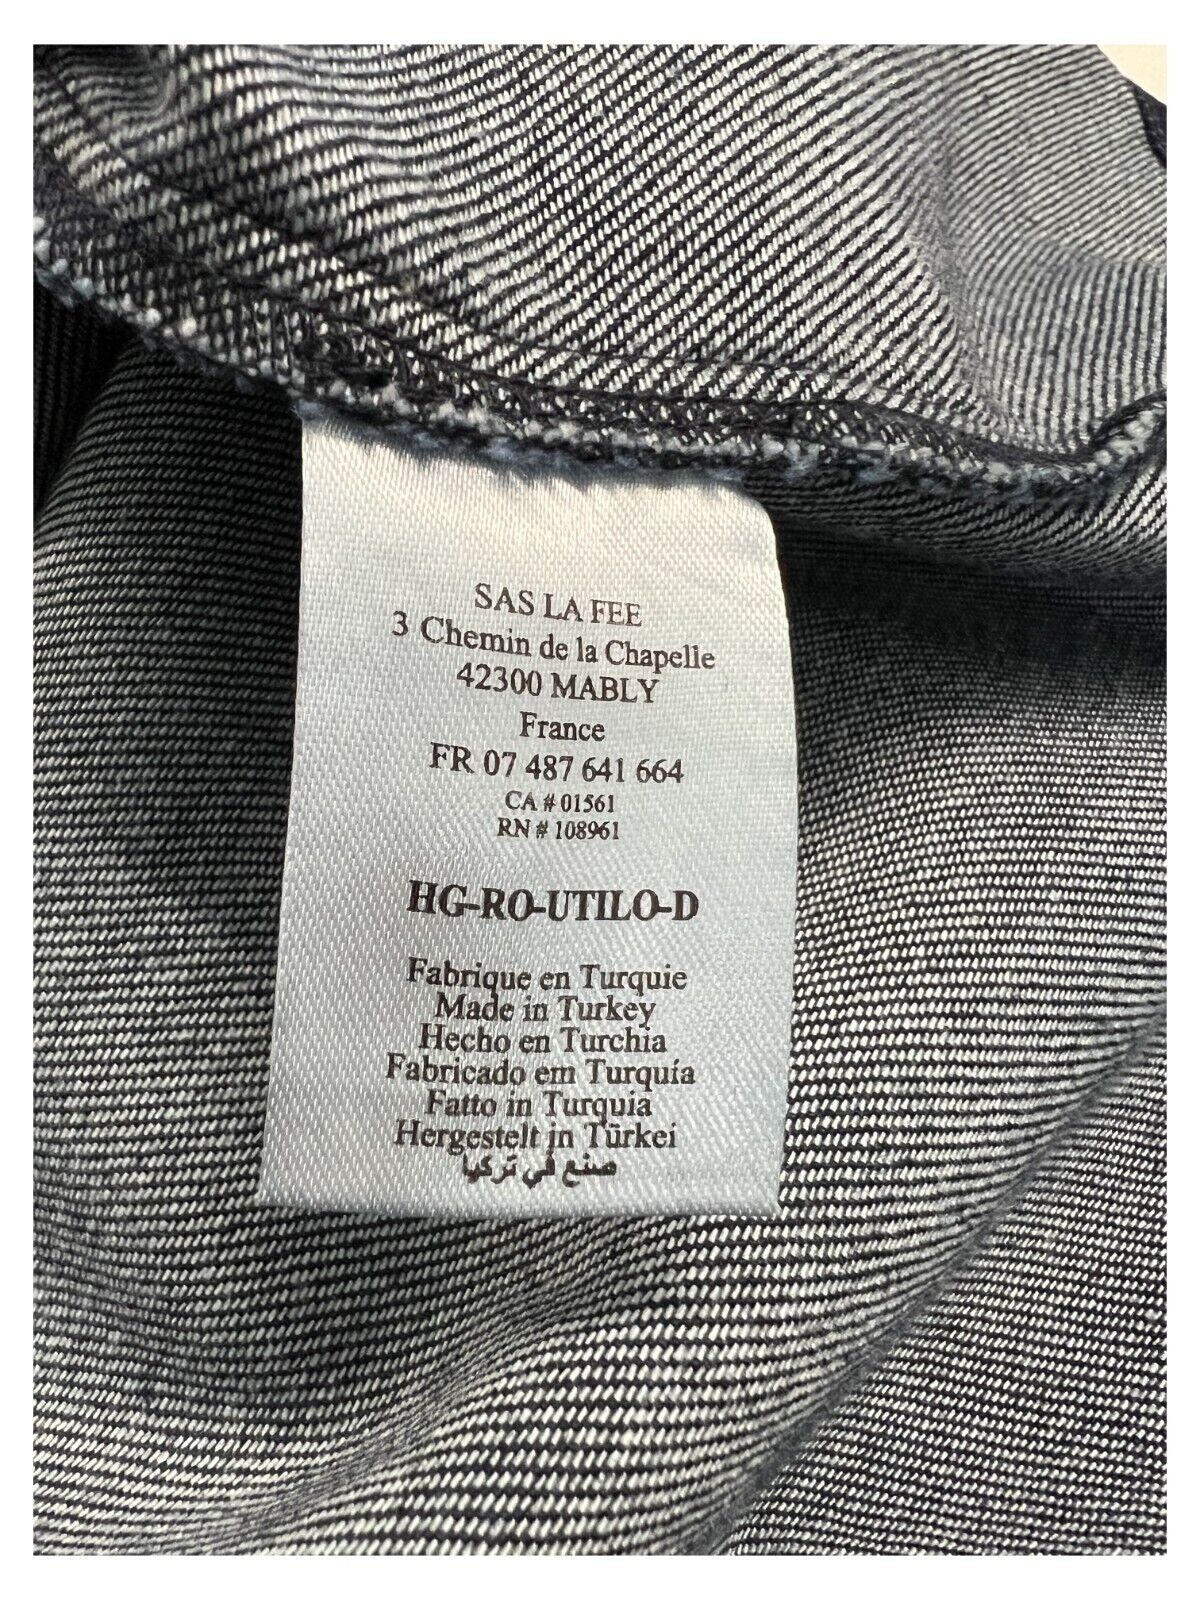 SAS LA FEE
3 Chemin de la Chapelle
42300 MABLY
France
FR 07 487 641 664
CA # 01561
RN # 108961
HG-RO-UTILO-D
Fabrique en Turquie
Made in Turkey
Hecho en Turchia
Fabricado em Turquía
Fatto in Turquia
Hergestelt in Türkei
صنع في تركيا